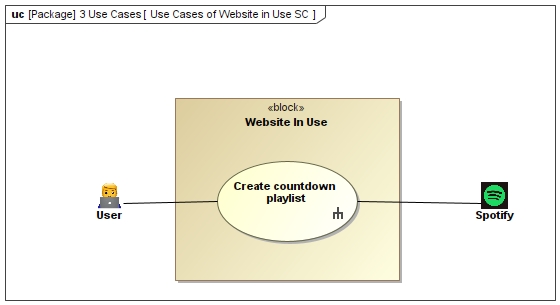 uc [Package] 3 Use Cases [ Use Cases of Website in Use SC ]
«block»
Website In Use
Create countdown
playlist
User
Spotify